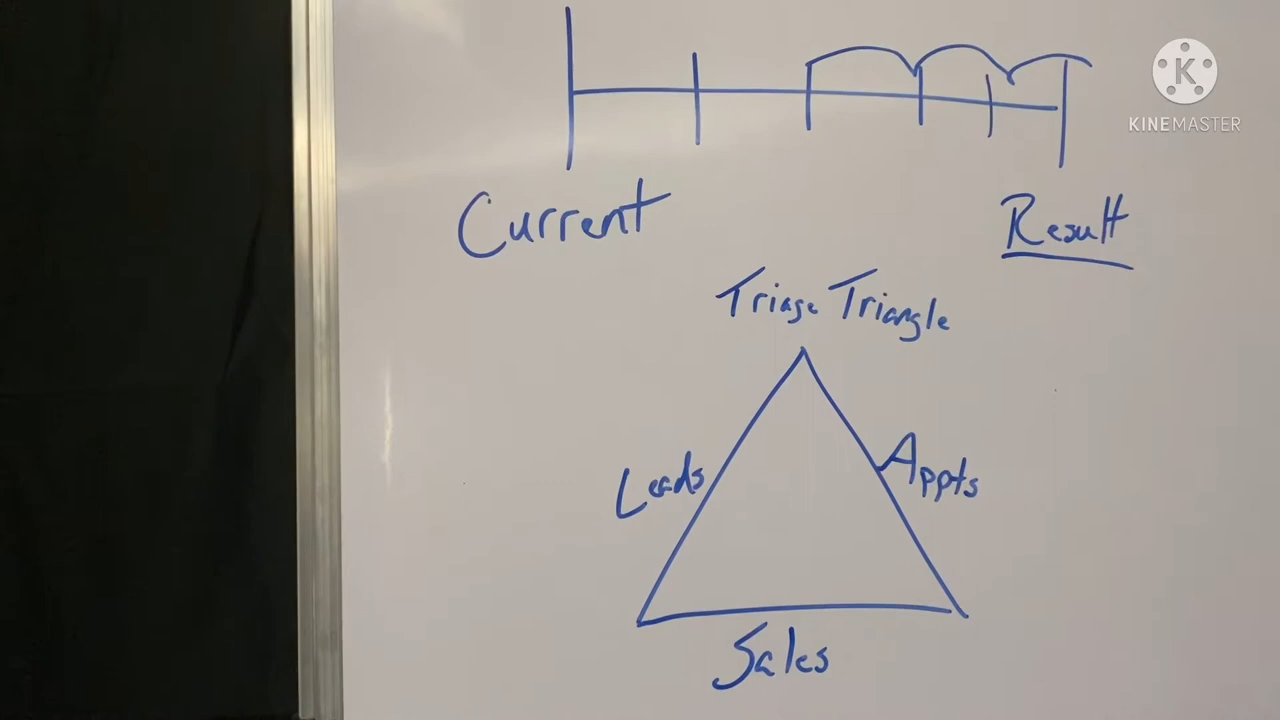 K
KINEMASTER
Current
Result
Triage Triangle
Leads
Appts
Sales